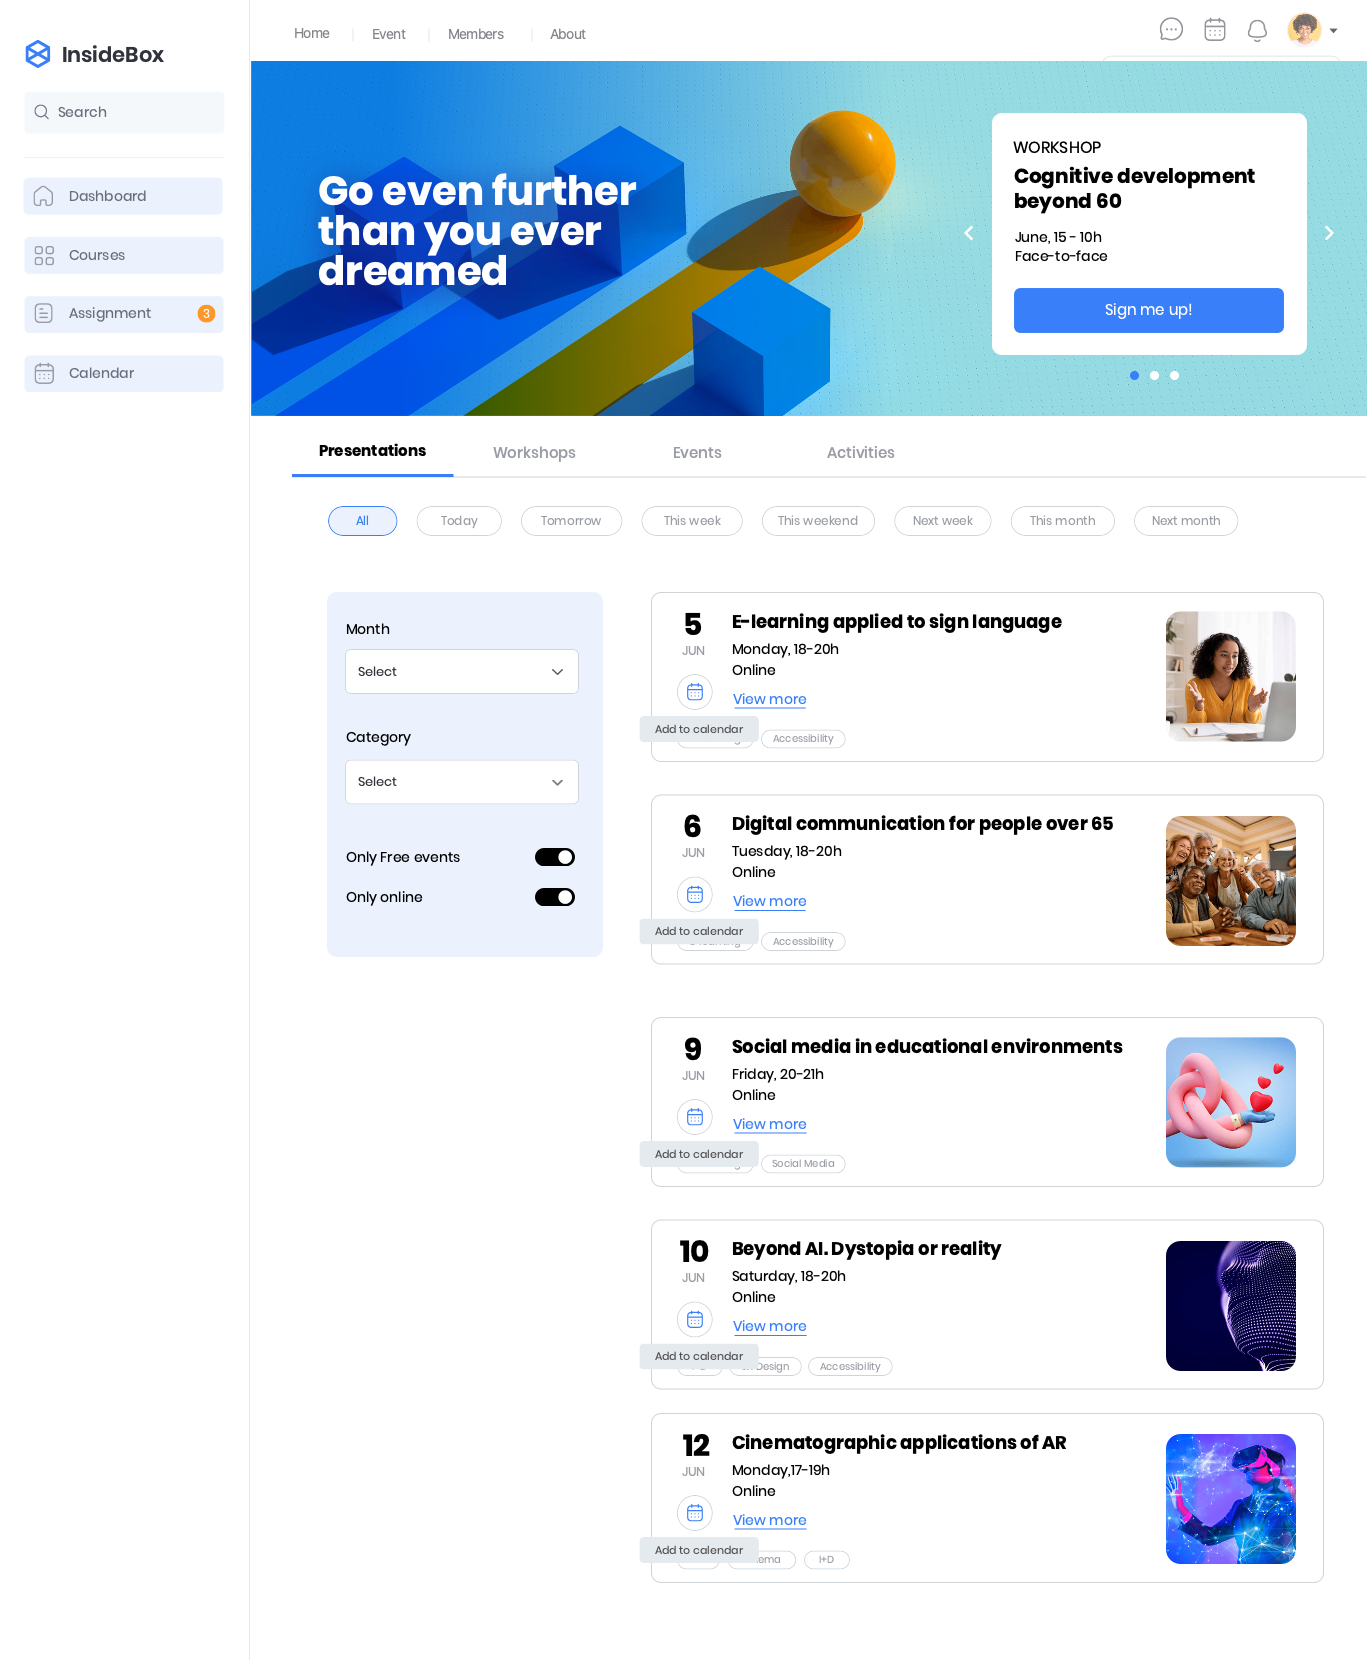 InsideBox
Search
Dashboard
Courses
Assignment
3
Calendar
Home
Event
Members
About
Go even further
than you ever
dreamed
WORKSHOP
Cognitive development
beyond 60
June, 15 - 10h
Face-to-face
Sign me up!
Presentations
Workshops
Events
Activities
All
Today
Tomorrow
This week
This weekend
Next week
This month
Next month
Month
Select
Category
Select
Only Free events
Only online
5
JUN
E-learning applied to sign language
Monday, 18-20h
Online
View more
Add to calendar
Accessibility
6
JUN
Digital communication for people over 65
Tuesday, 18-20h
Online
View more
Add to calendar
Accessibility
9
JUN
Social media in educational environments
Friday, 20-21h
Online
View more
Add to calendar
Social Media
10
JUN
Beyond AI. Dystopia or reality
Saturday, 18-20h
Online
View more
Add to calendar
Design
Accessibility
12
JUN
Cinematographic applications of AR
Monday,17-19h
Online
View more
Add to calendar
I+D